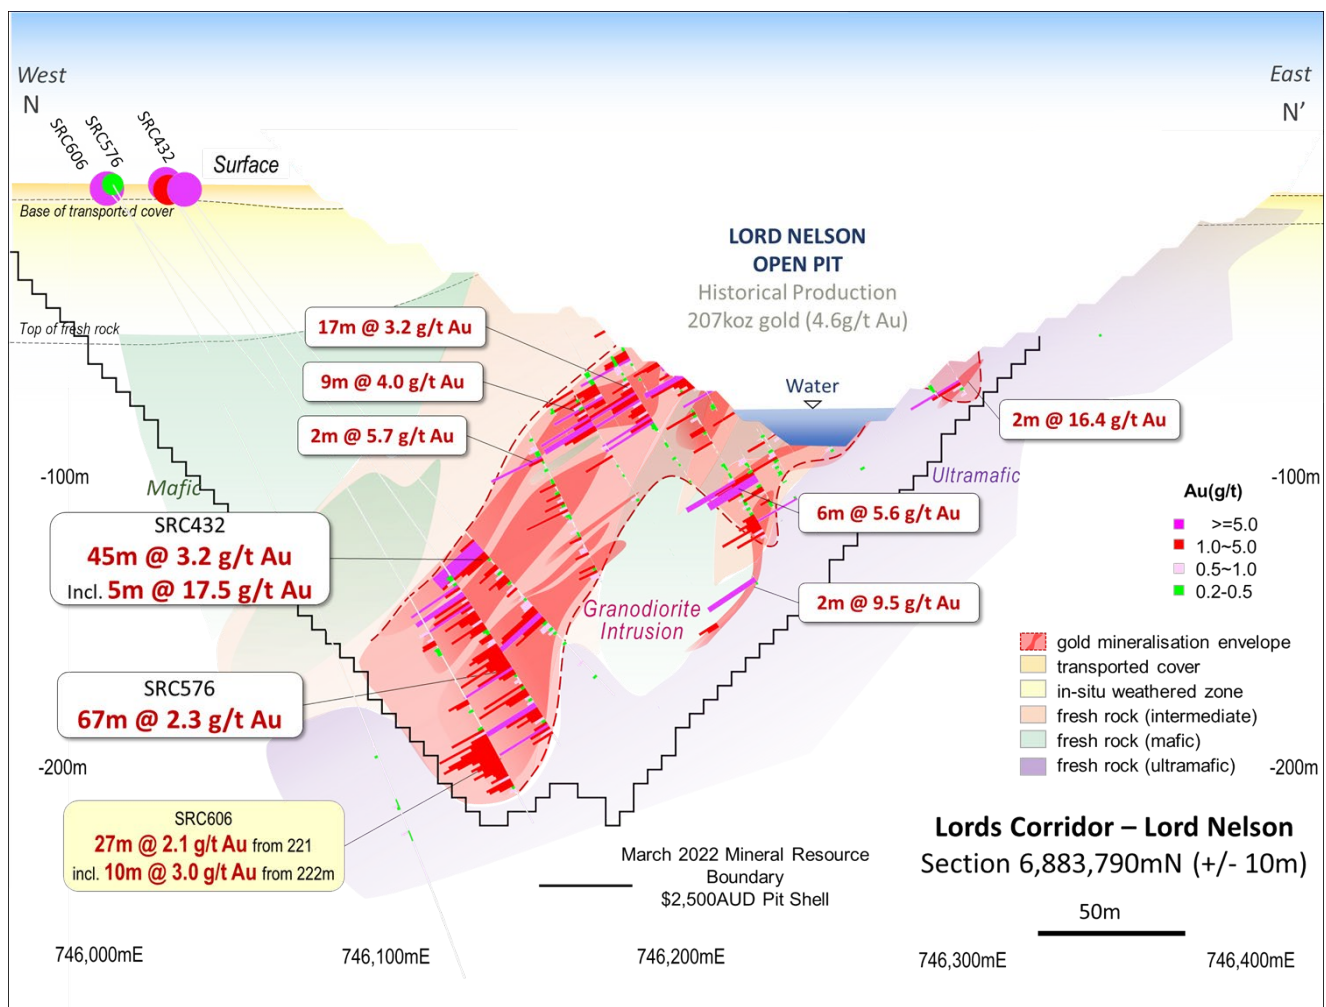 West
East
N
N'
SRC606
SRC576
SRC432
Surface
Base of transported cover
LORD NELSON
OPEN PIT
Historical Production
207koz gold (4.6g/t Au)
17m @ 3.2 g/t Au
Top of fresh rock
9m @ 4.0 g/t Au
Water
2m @ 16.4 g/t Au
2m @ 5.7 g/t Au
-100m
Mafic
Ultramafic
-100m
Au(g/t)
>=5.0
1.0~5.0
0.5~1.0
0.2-0.5
SRC432
45m @ 3.2 g/t Au
Incl. 5m @ 17.5 g/t Au
6m @ 5.6 g/t Au
2m @ 9.5 g/t Au
Granodiorite
Intrusion
gold mineralisation envelope
transported cover
in-situ weathered zone
fresh rock (intermediate)
fresh rock (mafic)
fresh rock (ultramafic)
SRC576
67m @ 2.3 g/t Au
-200m
-200m
SRC606
27m @ 2.1 g/t Au from 221
incl. 10m @ 3.0 g/t Au from 222m
Lords Corridor – Lord Nelson
Section 6,883,790mN (+/- 10m)
March 2022 Mineral Resource
Boundary
$2,500AUD Pit Shell
50m
746,000mE
746,100mE
746,200mE
746,300mE
746,400mE